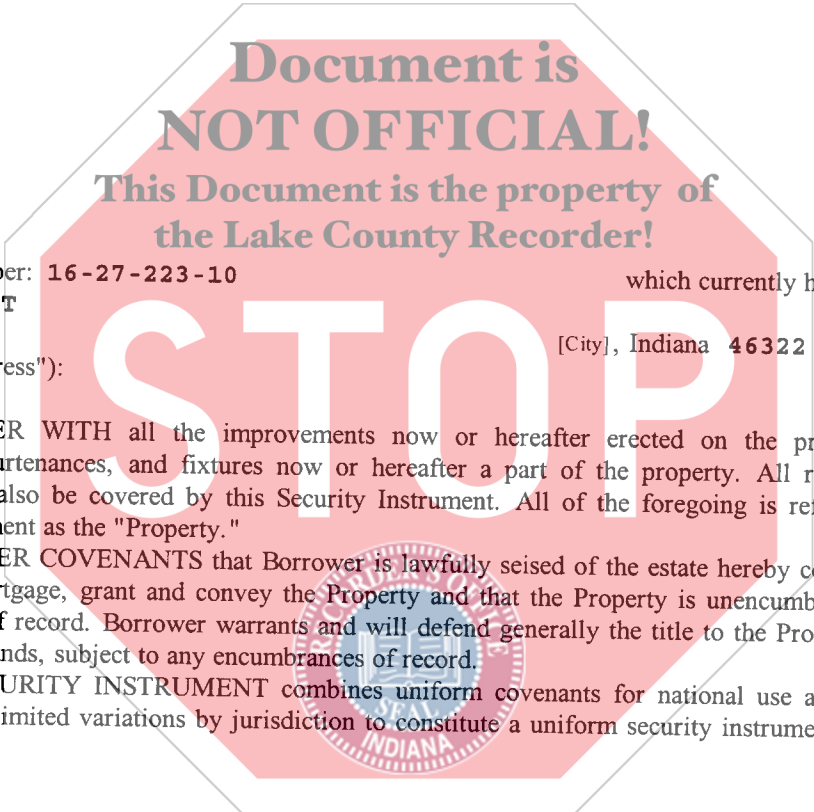 Document is
NOT OFFICIAL!
This Document is the property of
the Lake County Recorder!
er: 16-27-223-10 which currently h
T
[City], Indiana 46322
ess"):
STOP
ER WITH all the improvements now or hereafter erected on the pr
urtenances, and fixtures now or hereafter a part of the property. All r
also be covered by this Security Instrument. All of the foregoing is re
ent as the "Property."
ER COVENANTS that Borrower is lawfully seised of the estate hereby c
tgage, grant and convey the Property and that the Property is unencumb
f record. Borrower warrants and will defend generally the title to the Pro
nds, subject to any encumbrances of record.
URITY INSTRUMENT combines uniform covenants for national use a
imited variations by jurisdiction to constitute a uniform security instrume
RECORDER'S OFFICE
SEAL
INDIANA